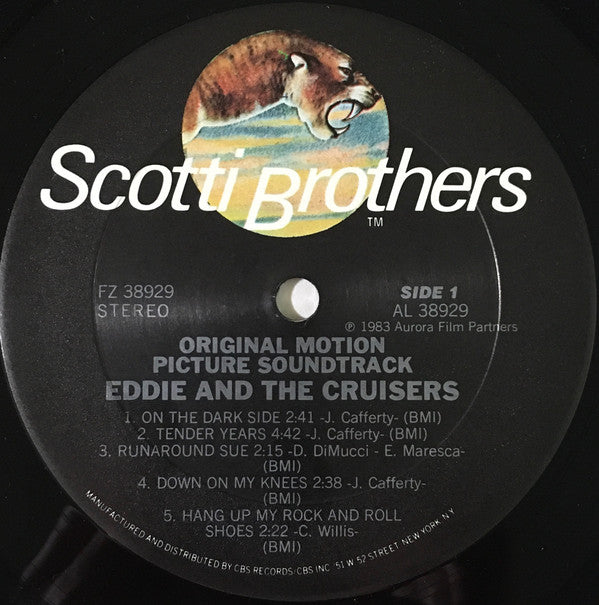 Scotti Brothers
TM
FZ 38929
STEREO
SIDE 1
AL 38929
℗ 1983 Aurora Film Partners
ORIGINAL MOTION
PICTURE SOUNDTRACK
EDDIE AND THE CRUISERS
1. ON THE DARK SIDE 2:41 -J. Cafferty- (BMI)
2. TENDER YEARS 4:42 -J. Cafferty- (BMI)
3. RUNAROUND SUE 2:15 -D. DiMucci - E. Maresca-
(BMI)
4. DOWN ON MY KNEES 2:38 -J. Cafferty-
(BMI)
5. HANG UP MY ROCK AND ROLL
SHOES 2:22 -C. Willis-
(BMI)
MANUFACTURED AND DISTRIBUTED BY CBS RECORDS/CBS INC./51 W. 52 STREET, NEW YORK, N.Y.